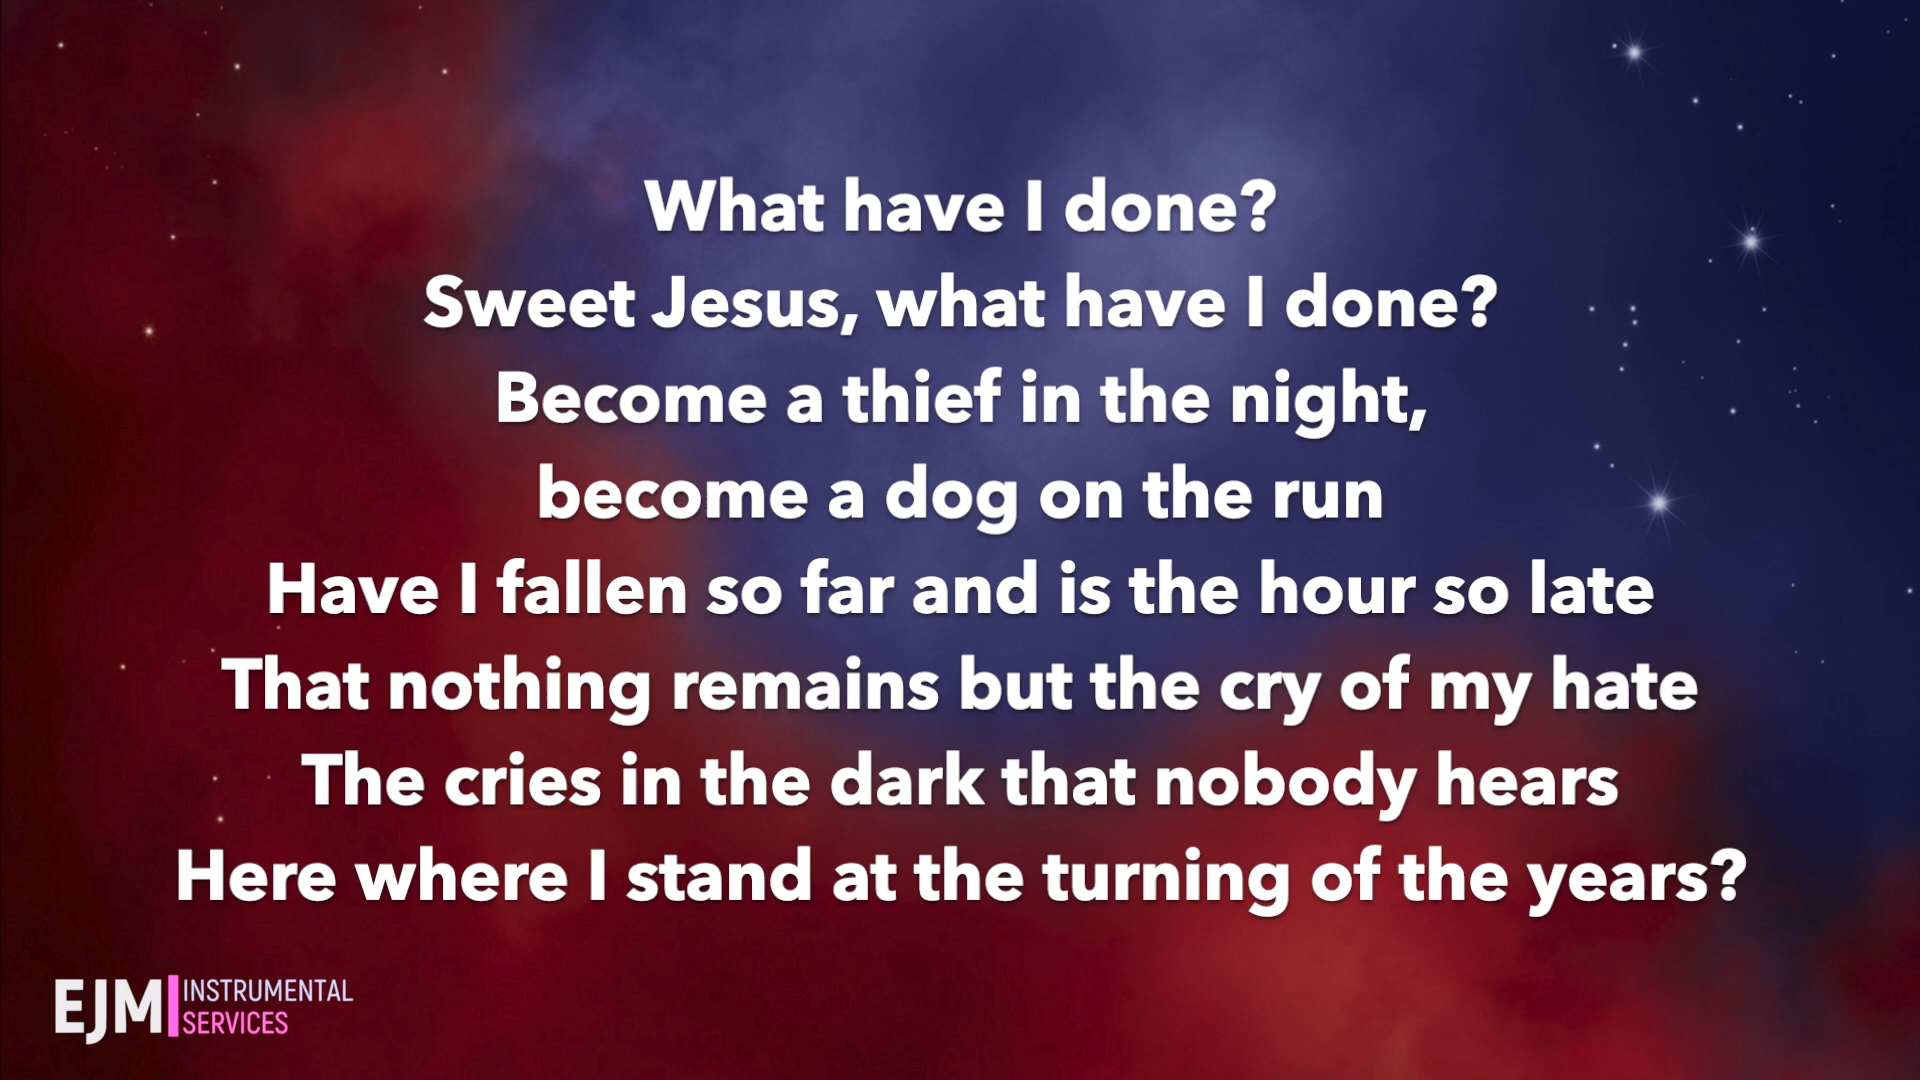 What have I done?
Sweet Jesus, what have I done?
Become a thief in the night,
become a dog on the run
Have I fallen so far and is the hour so late
That nothing remains but the cry of my hate
The cries in the dark that nobody hears
Here where I stand at the turning of the years?
EJM INSTRUMENTAL
SERVICES